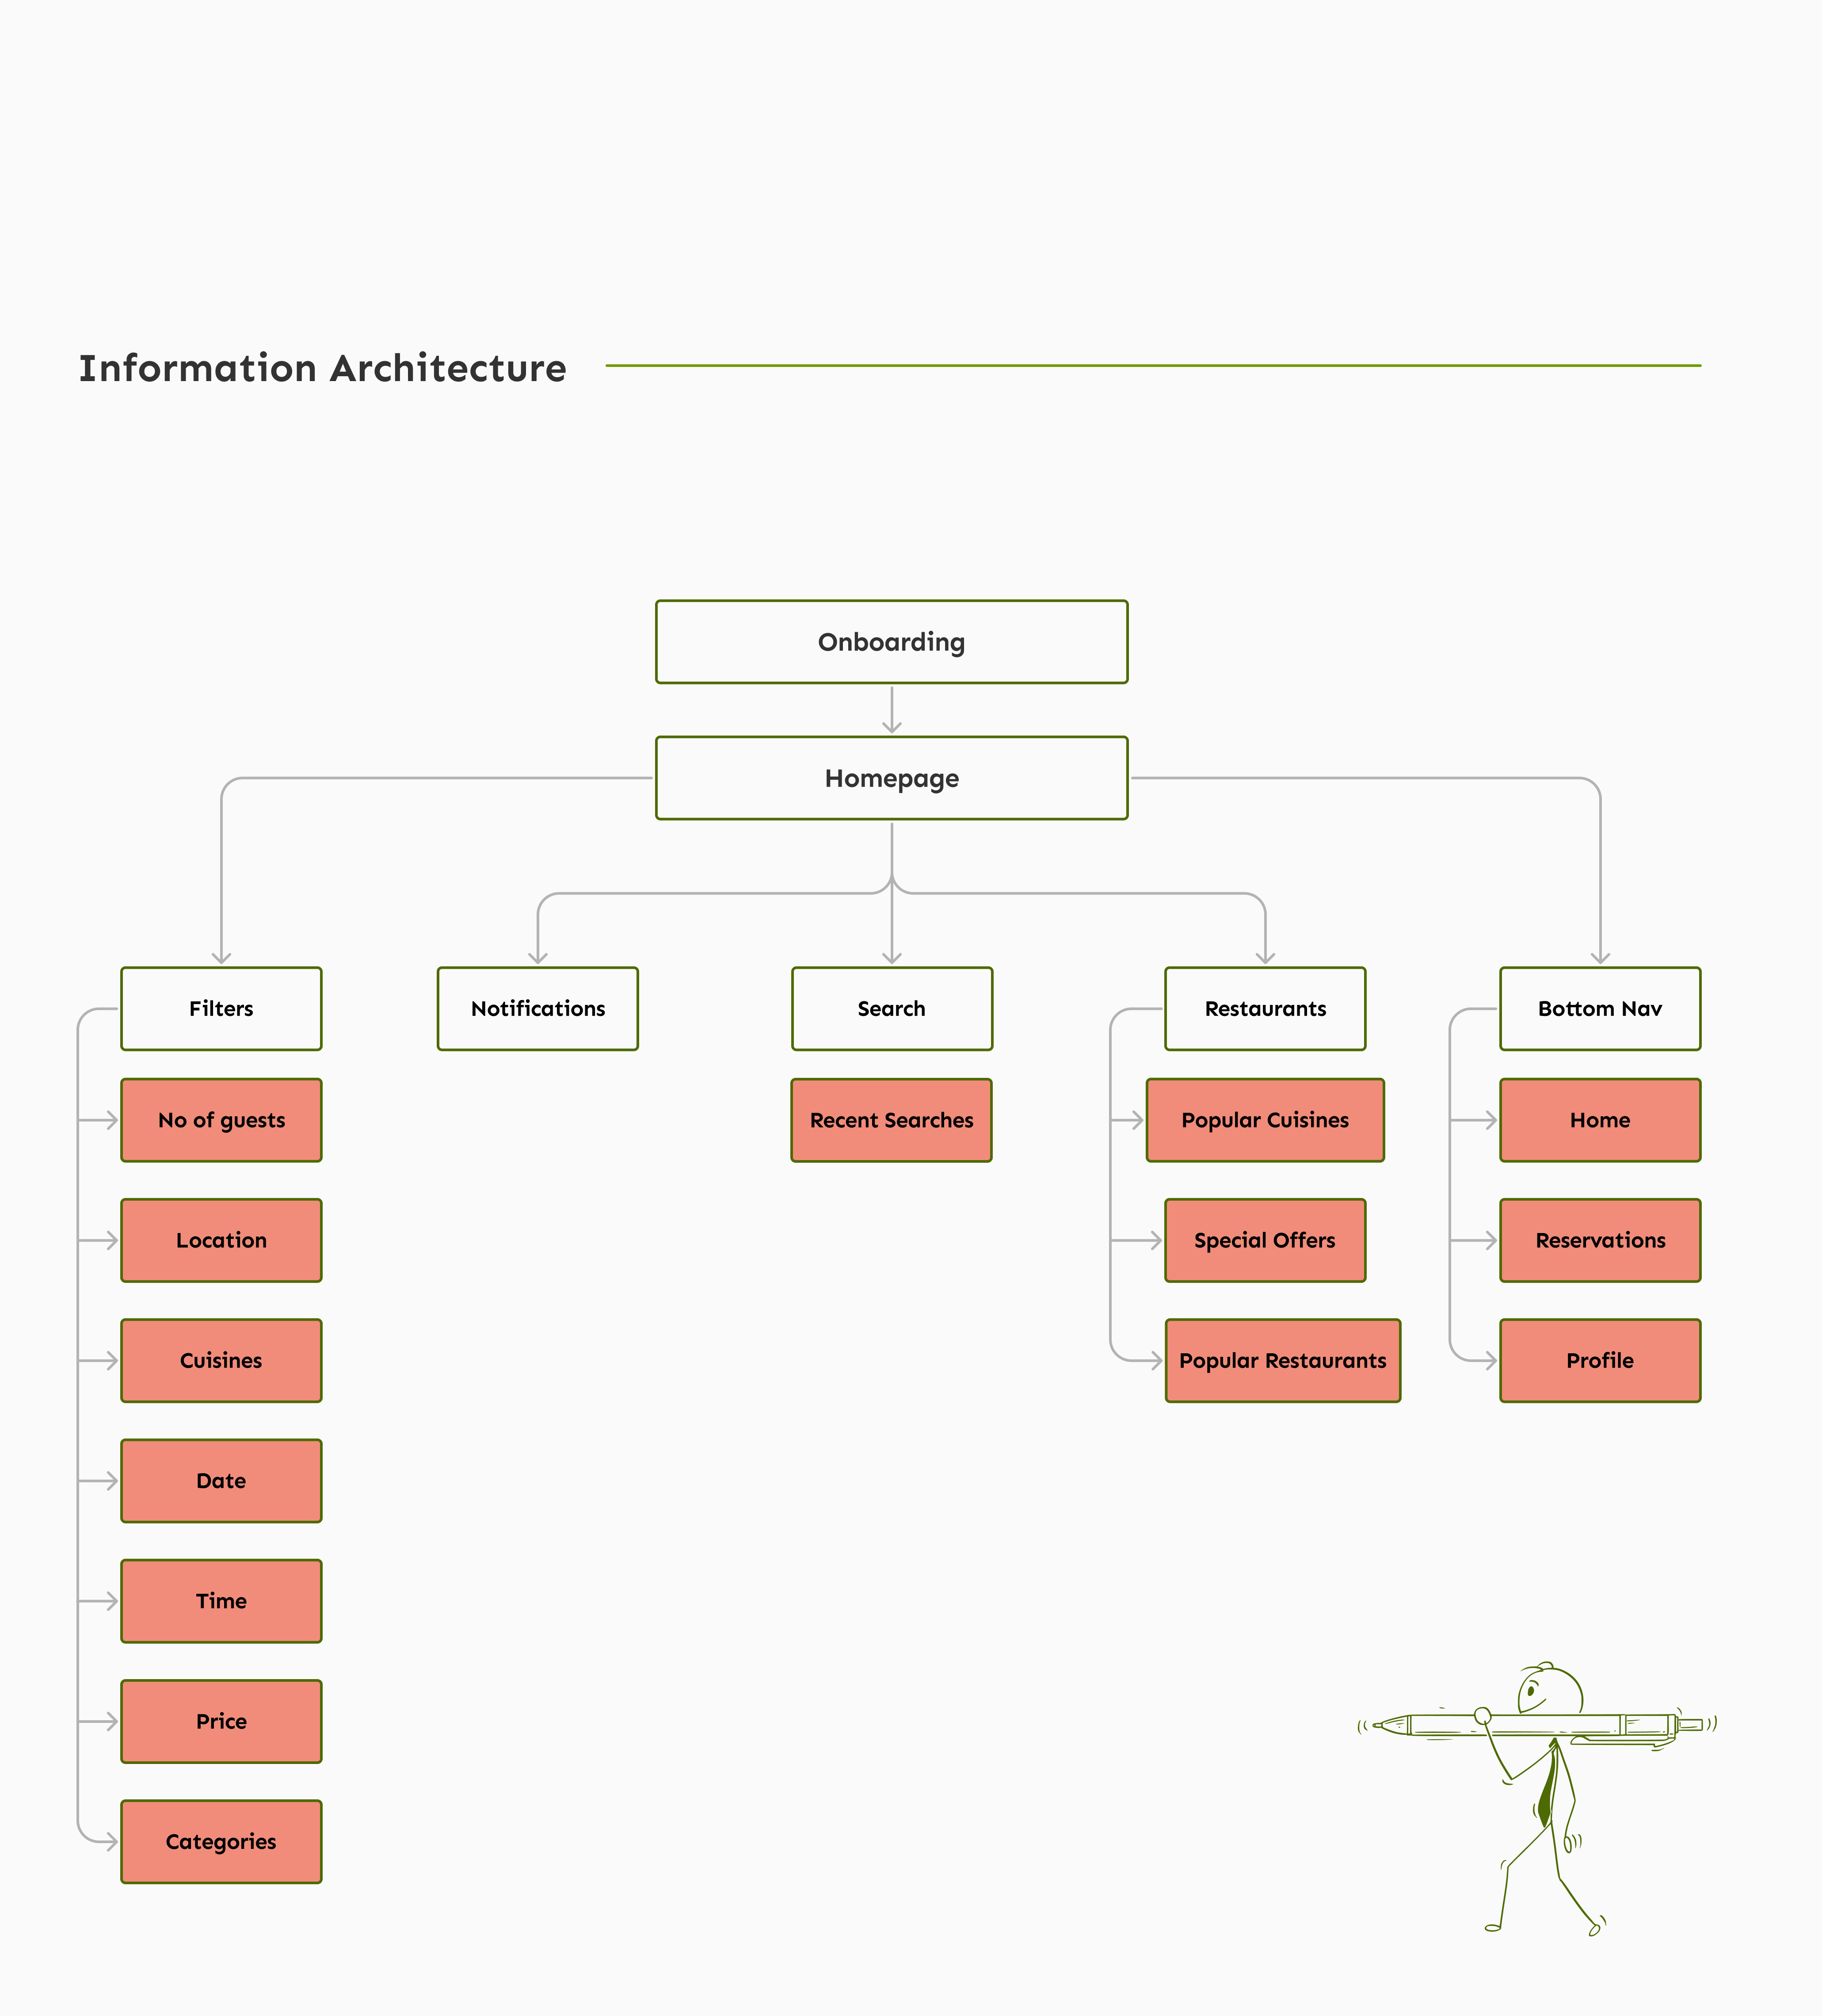 Information Architecture
Onboarding
Homepage
Filters
Notifications
Search
Restaurants
Bottom Nav
No of guests
Recent Searches
Popular Cuisines
Home
Location
Special Offers
Reservations
Cuisines
Popular Restaurants
Profile
Date
Time
Price
Categories